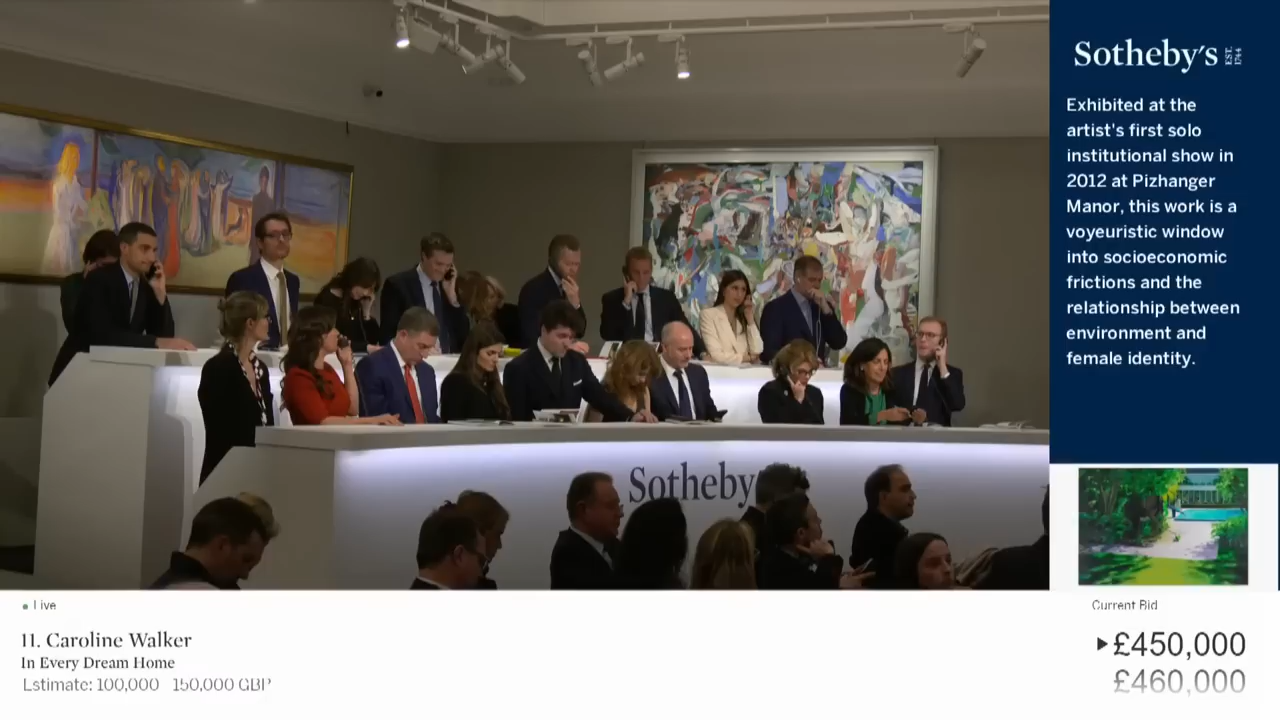 Sotheby's EST. 1744
Exhibited at the
artist's first solo
institutional show in
2012 at Pizhanger
Manor, this work is a
voyeuristic window
into socioeconomic
frictions and the
relationship between
environment and
female identity.
Sotheby
Live
11. Caroline Walker
In Every Dream Home
Estimate: 100,000 150,000 GBP
Current Bid
£450,000
£460,000